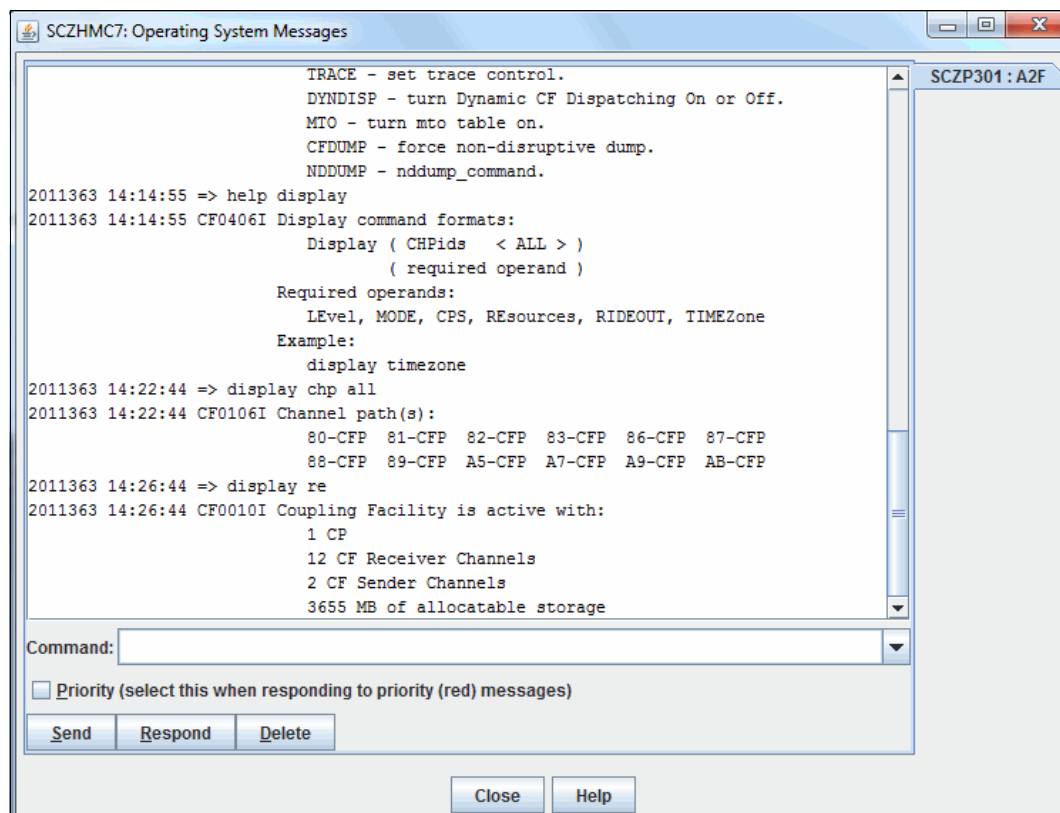 SCZHMC7: Operating System Messages
SCZP301 : A2F
TRACE - set trace control.
DYNDISP - turn Dynamic CF Dispatching On or Off.
MTO - turn mto table on.
CFDUMP - force non-disruptive dump.
NDDUMP - nddump_command.
2011363 14:14:55 => help display
2011363 14:14:55 CF0406I Display command formats:
Display ( CHPids < ALL > )
( required operand )
Required operands:
LEvel, MODE, CPS, REsources, RIDEOUT, TIMEZone
Example:
display timezone
2011363 14:22:44 => display chp all
2011363 14:22:44 CF0106I Channel path(s):
80-CFP 81-CFP 82-CFP 83-CFP 86-CFP 87-CFP
88-CFP 89-CFP A5-CFP A7-CFP A9-CFP AB-CFP
2011363 14:26:44 => display re
2011363 14:26:44 CF0010I Coupling Facility is active with:
1 CP
12 CF Receiver Channels
2 CF Sender Channels
3655 MB of allocatable storage
Command:
Priority (select this when responding to priority (red) messages)
Send Respond Delete
Close Help